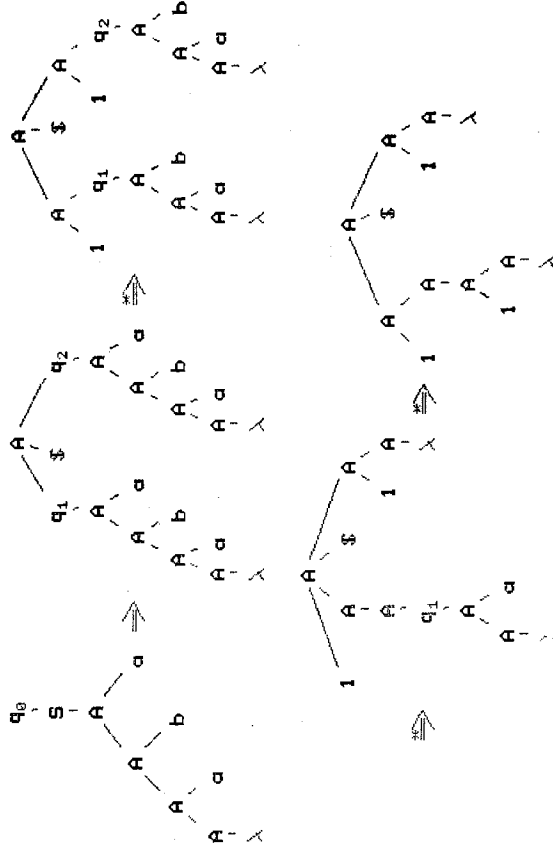 q₀ A A
S q₁ $ q₂ A $ A
A A A 1 q₁ 1 q₂
A a ⇒ A a A a *⇒ A b A b
A b A b A b A a A a
A a A a A a A A
λ λ λ λ λ
A
1 A $ A A
A 1 A A $ A
*⇒ q₁ λ *⇒ 1 A 1 A
A A λ
A a 1 A
λ λ